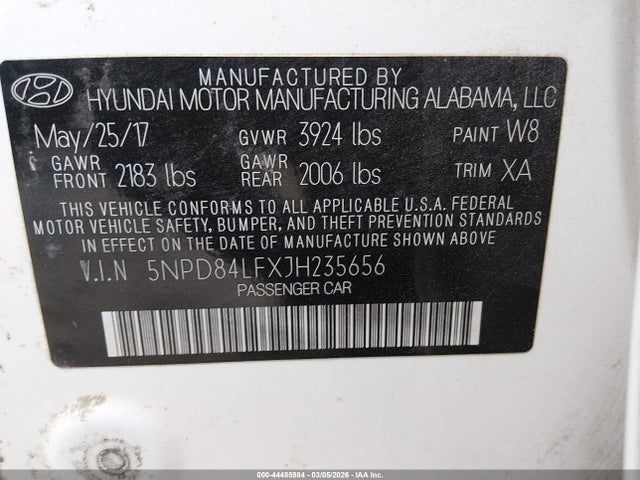 MANUFACTURED BY
HYUNDAI MOTOR MANUFACTURING ALABAMA, LLC
May/25/17 GVWR 3924 lbs PAINT W8
GAWR FRONT 2183 lbs GAWR REAR 2006 lbs TRIM XA
THIS VEHICLE CONFORMS TO ALL APPLICABLE U.S.A. FEDERAL
MOTOR VEHICLE SAFETY, BUMPER, AND THEFT PREVENTION STANDARDS
IN EFFECT ON THE DATE OF MANUFACTURE SHOWN ABOVE.
V.I.N 5NPD84LFXJH235656
PASSENGER CAR
000-44485984 | 03/05/2026 | IAA Inc.